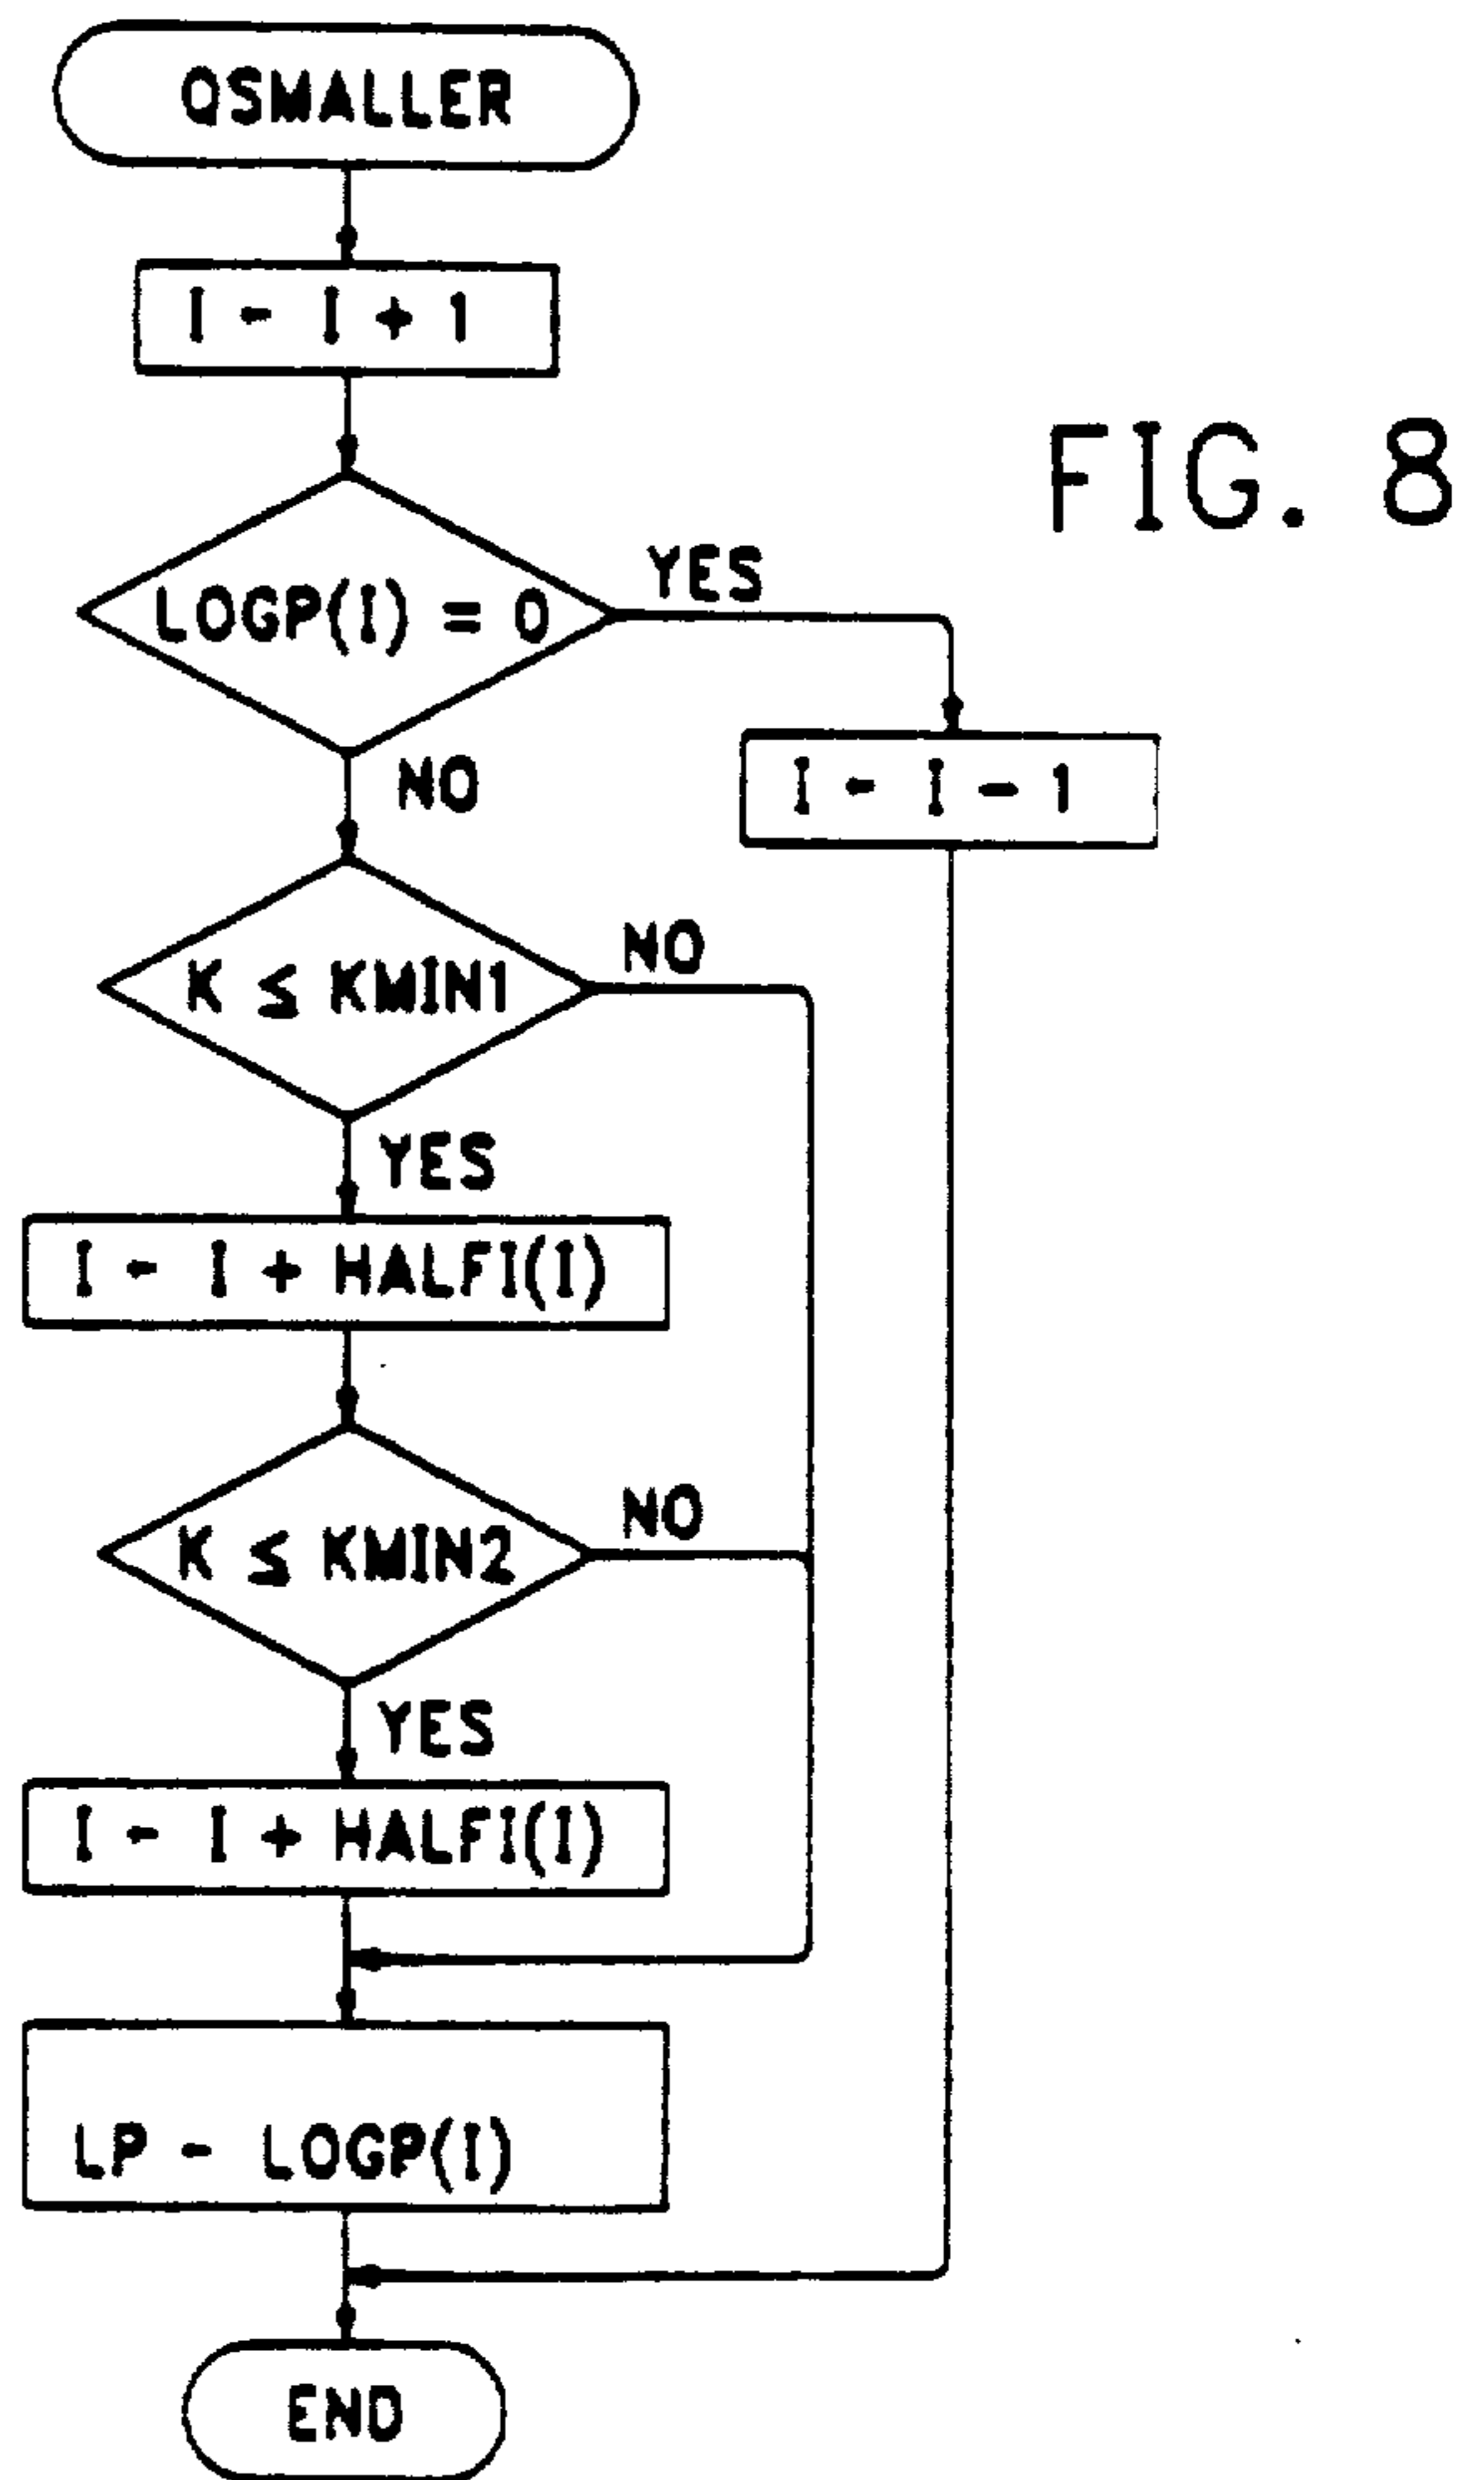 QSMALLER
I - I + 1
FIG. 8
LOGP(I) = 0
YES
NO
I - I - 1
K ≤ KMIN1
NO
YES
I - I + HALFI(I)
K ≤ KMIN2
NO
YES
I - I + HALFI(I)
LP - LOGP(I)
END